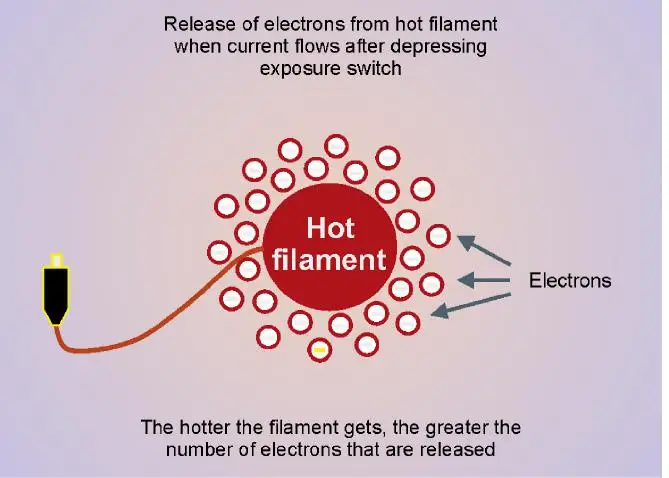 Release of electrons from hot filament
when current flows after depressing
exposure switch
Hot
filament
Electrons
The hotter the filament gets, the greater the
number of electrons that are released